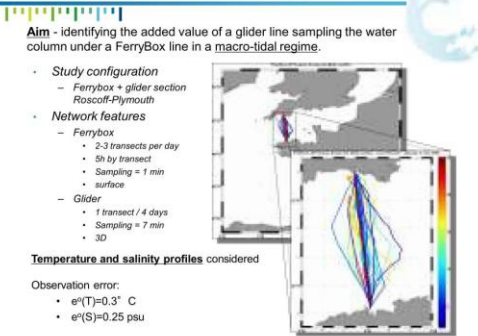 Aim - identifying the added value of a glider line sampling the water
column under a FerryBox line in a macro-tidal regime.
• Study configuration
– Ferrybox + glider section
Roscoff-Plymouth
• Network features
– Ferrybox
• 2-3 transects per day
• 5h by transect
• Sampling = 1 min
• surface
– Glider
• 1 transect / 4 days
• Sampling = 7 min
• 3D
Temperature and salinity profiles considered
Observation error:
• eº(T)=0.3° C
• eº(S)=0.25 psu